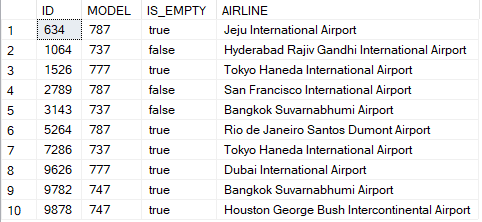 ID MODEL IS_EMPTY AIRLINE
1 634 787 true Jeju International Airport
2 1064 737 false Hyderabad Rajiv Gandhi International Airport
3 1526 777 true Tokyo Haneda International Airport
4 2789 787 false San Francisco International Airport
5 3143 737 false Bangkok Suvarnabhumi Airport
6 5264 787 true Rio de Janeiro Santos Dumont Airport
7 7286 737 true Tokyo Haneda International Airport
8 9626 777 true Dubai International Airport
9 9782 747 true Bangkok Suvarnabhumi Airport
10 9878 747 true Houston George Bush Intercontinental Airport